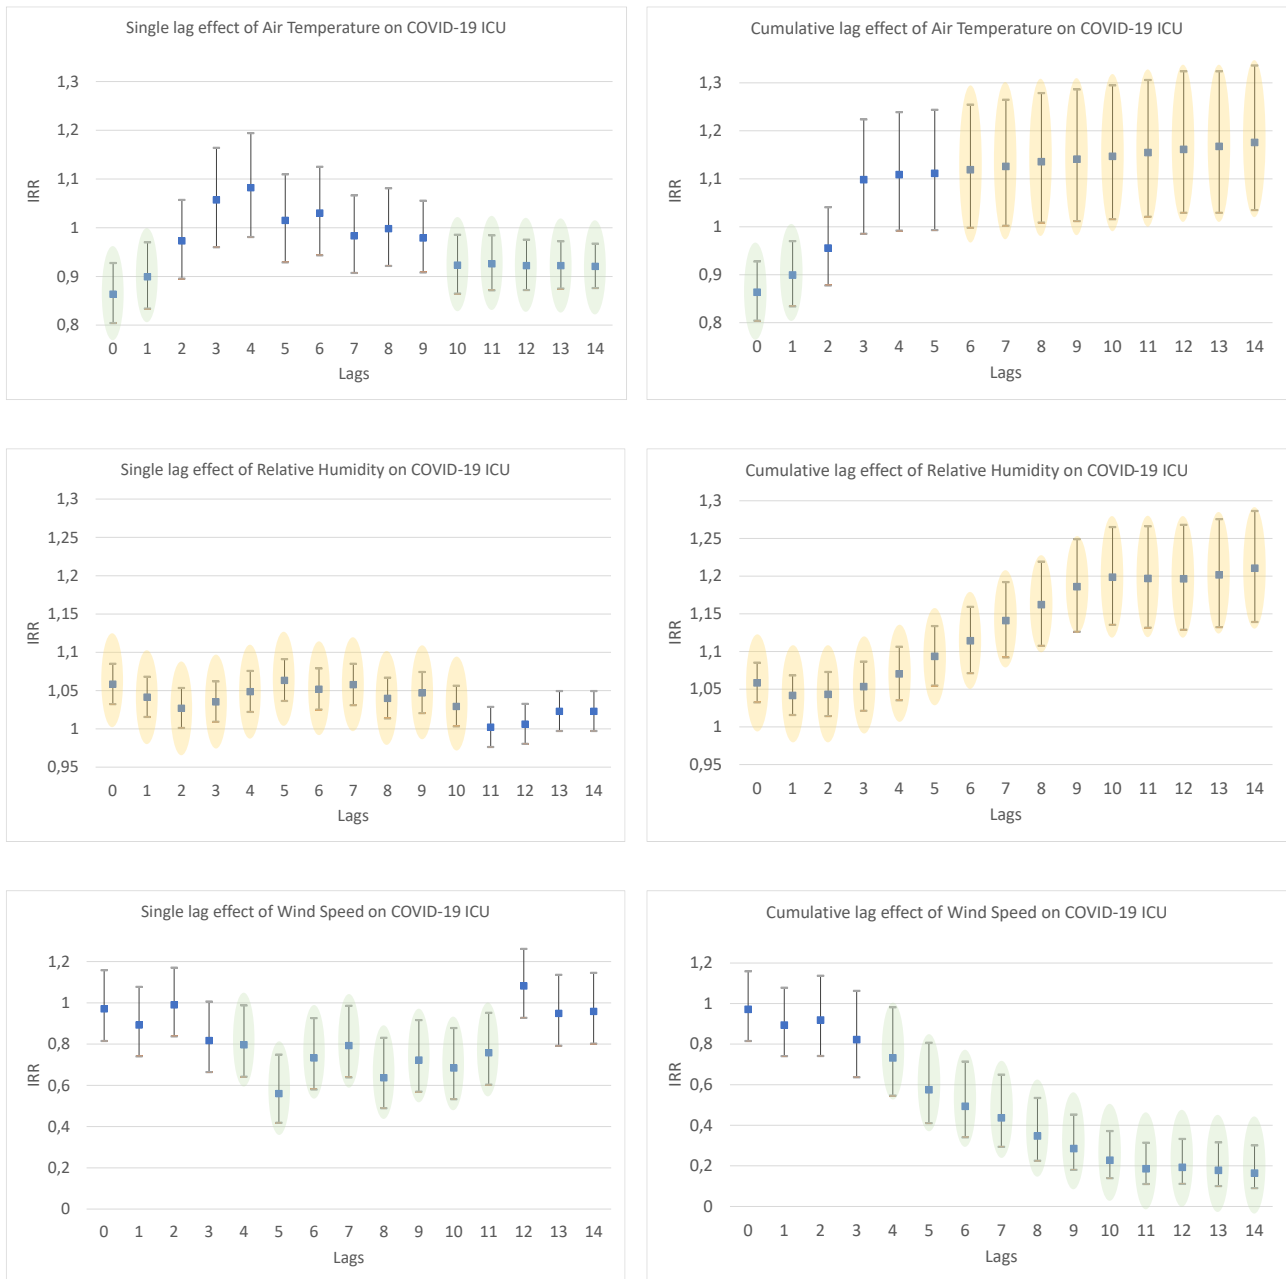 Single lag effect of Air Temperature on COVID-19 ICU
1,3
1,2
1,1
1
0,9
0,8
IRR
0 1 2 3 4 5 6 7 8 9 10 11 12 13 14
Lags
Cumulative lag effect of Air Temperature on COVID-19 ICU
1,3
1,2
1,1
1
0,9
0,8
IRR
0 1 2 3 4 5 6 7 8 9 10 11 12 13 14
Lags
Single lag effect of Relative Humidity on COVID-19 ICU
1,3
1,25
1,2
1,15
1,1
1,05
1
0,95
IRR
0 1 2 3 4 5 6 7 8 9 10 11 12 13 14
Lags
Cumulative lag effect of Relative Humidity on COVID-19 ICU
1,3
1,25
1,2
1,15
1,1
1,05
1
0,95
IRR
0 1 2 3 4 5 6 7 8 9 10 11 12 13 14
Lags
Single lag effect of Wind Speed on COVID-19 ICU
1,2
1
0,8
0,6
0,4
0,2
0
IRR
0 1 2 3 4 5 6 7 8 9 10 11 12 13 14
Lags
Cumulative lag effect of Wind Speed on COVID-19 ICU
1,2
1
0,8
0,6
0,4
0,2
0
IRR
0 1 2 3 4 5 6 7 8 9 10 11 12 13 14
Lags